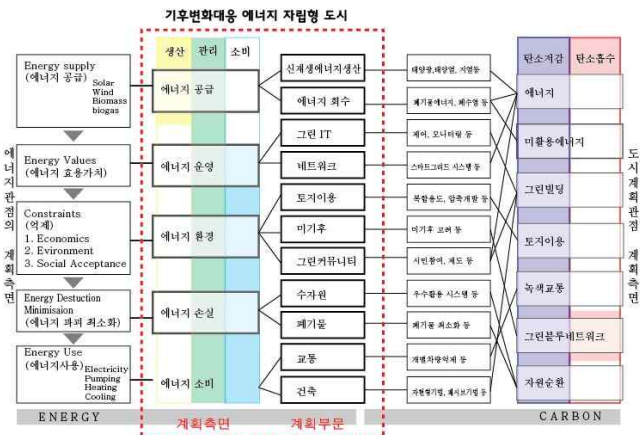 기후변화대응 에너지 자립형 도시
생산
관리
소비
탄소저감
탄소흡수
에너지관점의 계획측면
Energy supply
(에너지 공급)
Solar
Wind
Biomass
biogas
Energy Values
(에너지 효용가치)
Constraints
(억제)
1. Economics
2. Evironment
3. Social Acceptance
Energy Destuction
Minimisaion
(에너지 파괴 최소화)
Energy Use
(에너지사용)
Electricity
Pumping
Heating
Cooling
에너지 공급
에너지 운영
에너지 환경
에너지 손실
에너지 소비
신재생에너지생산
에너지 회수
그린 IT
네트워크
토지이용
미기후
그린커뮤니티
수자원
폐기물
교통
건축
태양광,태양열, 지열등
폐기용에너지, 폐수열 등
제어, 모니터링 등
스마트그리드 시스템 등
복합용도, 압축개발 등
미기후 고려 등
시민참여, 제도 등
우수활용 시스템 등
폐기물 최소화 등
개별차량억제 등
자연형기법, 패시브기법 등
에너지
미활용에너지
그린빌딩
토지이용
녹색교통
그린블루네트워크
자원순환
도시계획관점 계획측면
ENERGY
계획측면
계획부문
CARBON